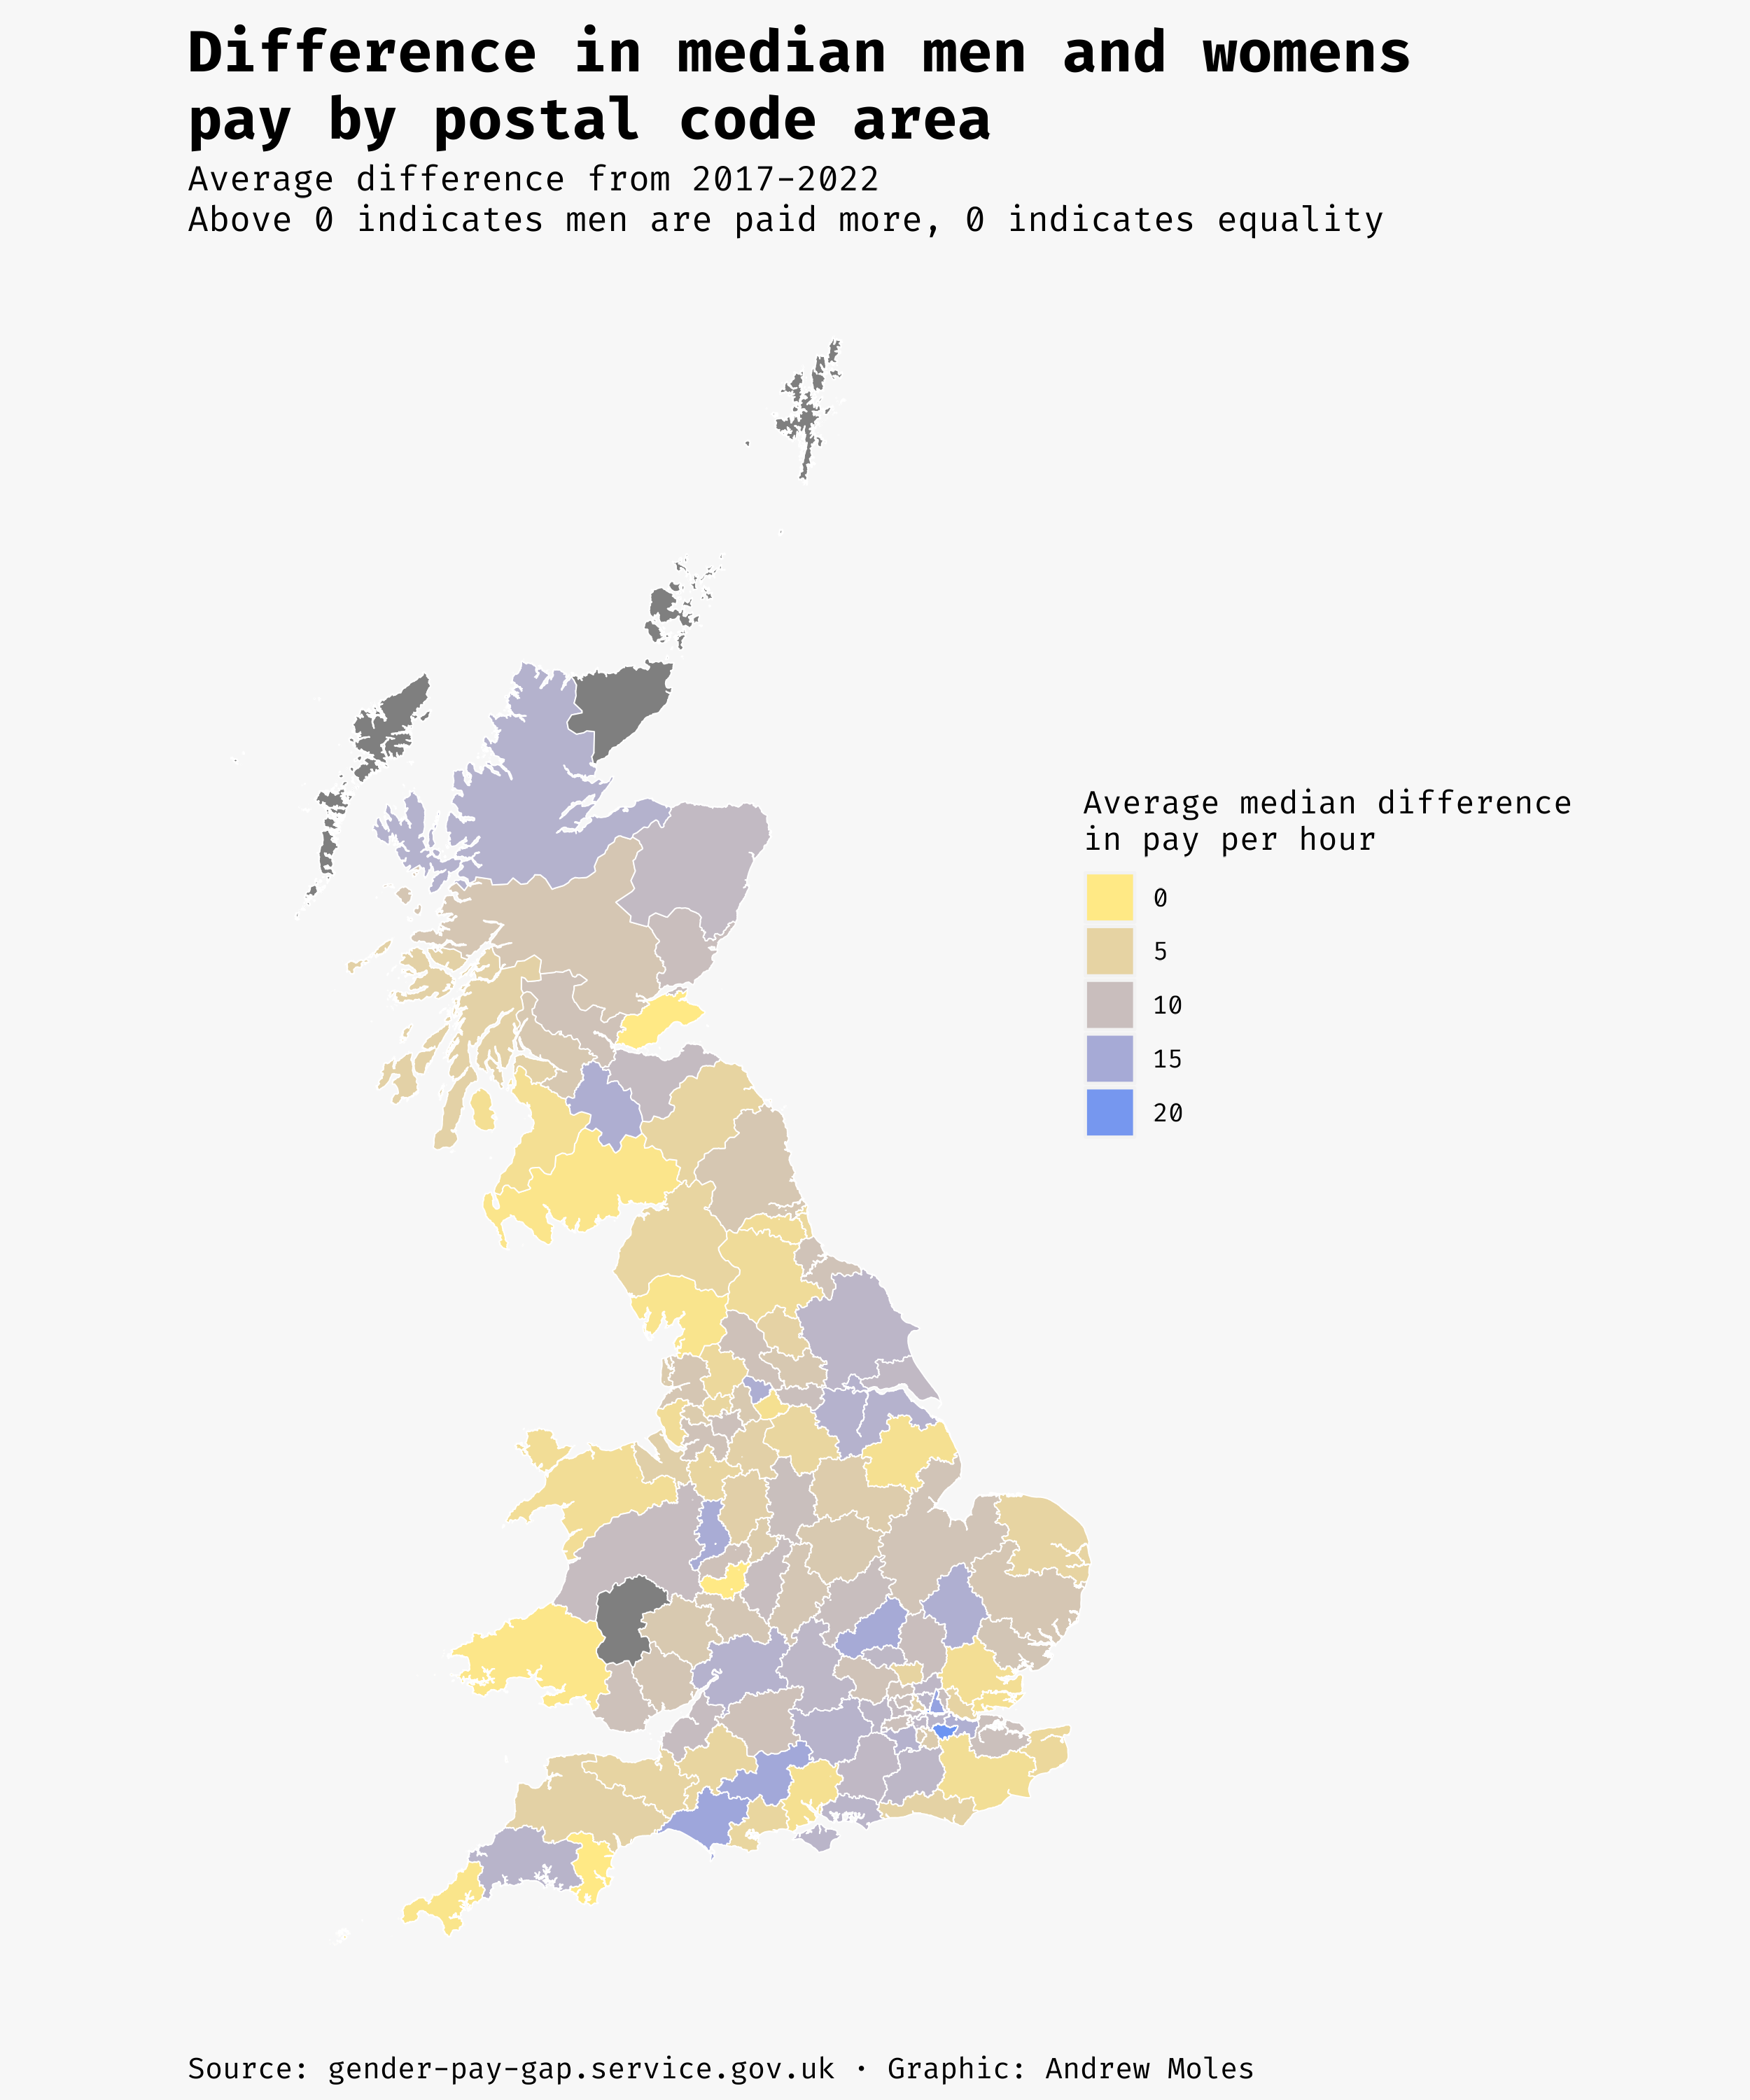 Difference in median men and womens
pay by postal code area
Average difference from 2017-2022
Above 0 indicates men are paid more, 0 indicates equality
Average median difference
in pay per hour
0
5
10
15
20
Source: gender-pay-gap.service.gov.uk · Graphic: Andrew Moles